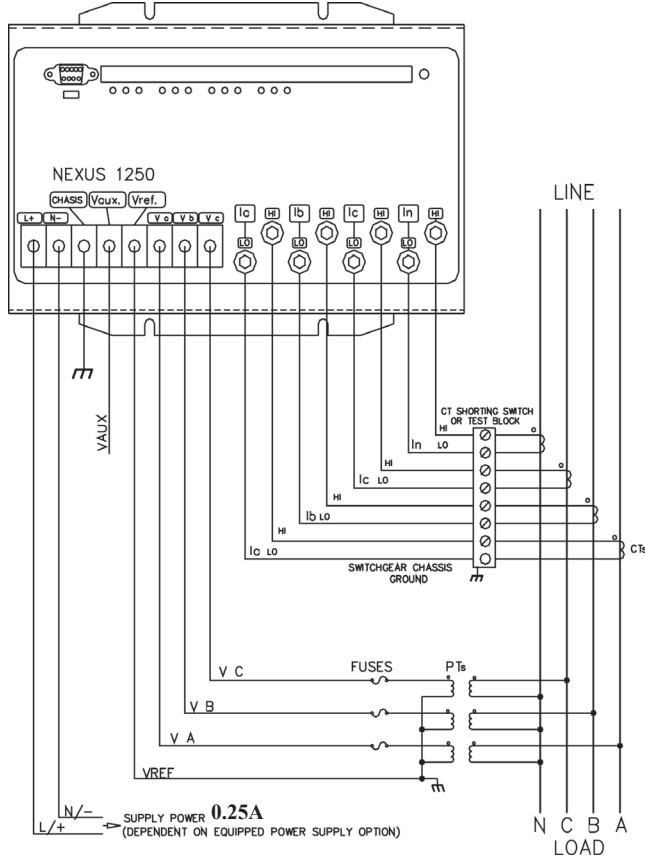 NEXUS 1250
CHASIS Vaux. Vref.
L+ N- Va Vb Vc
Ia HI Ib HI Ic HI In HI
LO LO LO LO
LINE
VAUX
CT SHORTING SWITCH
OR TEST BLOCK
HI
In LO
HI
Ic LO
HI
Ib LO
HI
Ia LO
CTs
SWITCHGEAR CHASSIS
GROUND
V C
FUSES
PTs
V B
V A
VREF
N/-
L/+
SUPPLY POWER 0.25A
(DEPENDENT ON EQUIPPED POWER SUPPLY OPTION)
N C B A
LOAD